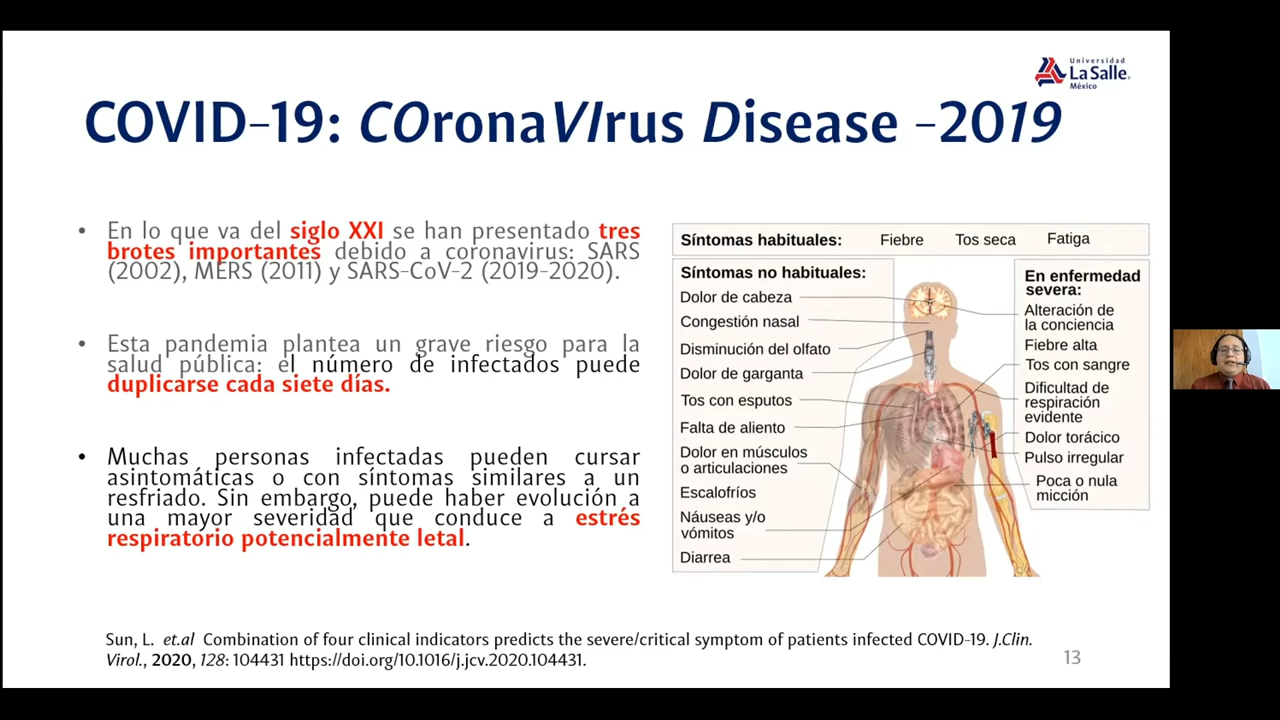 Universidad
La Salle®
México
COVID-19: COronaVIrus Disease -2019
• En lo que va del siglo XXI se han presentado tres
brotes importantes debido a coronavirus: SARS
(2002), MERS (2011) y SARS-CoV-2 (2019-2020).
• Esta pandemia plantea un grave riesgo para la
salud pública: el número de infectados puede
duplicarse cada siete días.
• Muchas personas infectadas pueden cursar
asintomáticas o con síntomas similares a un
resfriado. Sin embargo, puede haber evolución a
una mayor severidad que conduce a estrés
respiratorio potencialmente letal.
Síntomas habituales: Fiebre Tos seca Fatiga
Síntomas no habituales:
Dolor de cabeza
Congestión nasal
Disminución del olfato
Dolor de garganta
Tos con esputos
Falta de aliento
Dolor en músculos
o articulaciones
Escalofríos
Náuseas y/o
vómitos
Diarrea
En enfermedad
severa:
Alteración de
la conciencia
Fiebre alta
Tos con sangre
Dificultad de
respiración
evidente
Dolor torácico
Pulso irregular
Poca o nula
micción
Sun, L. et.al Combination of four clinical indicators predicts the severe/critical symptom of patients infected COVID-19. J.Clin.
Virol., 2020, 128: 104431 https://doi.org/10.1016/j.jcv.2020.104431.
13